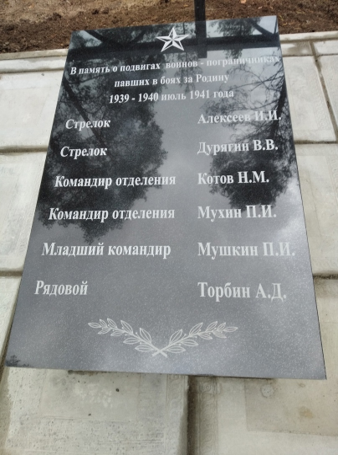 В память о подвигах воинов - пограничниках
павших в боях за Родину
1939 - 1940 июль 1941 года
Стрелок Алексеев И.И.
Стрелок Дурягин В.В.
Командир отделения Котов Н.М.
Командир отделения Мухин П.И.
Младший командир Мушкин П.И.
Рядовой Торбин А.Д.